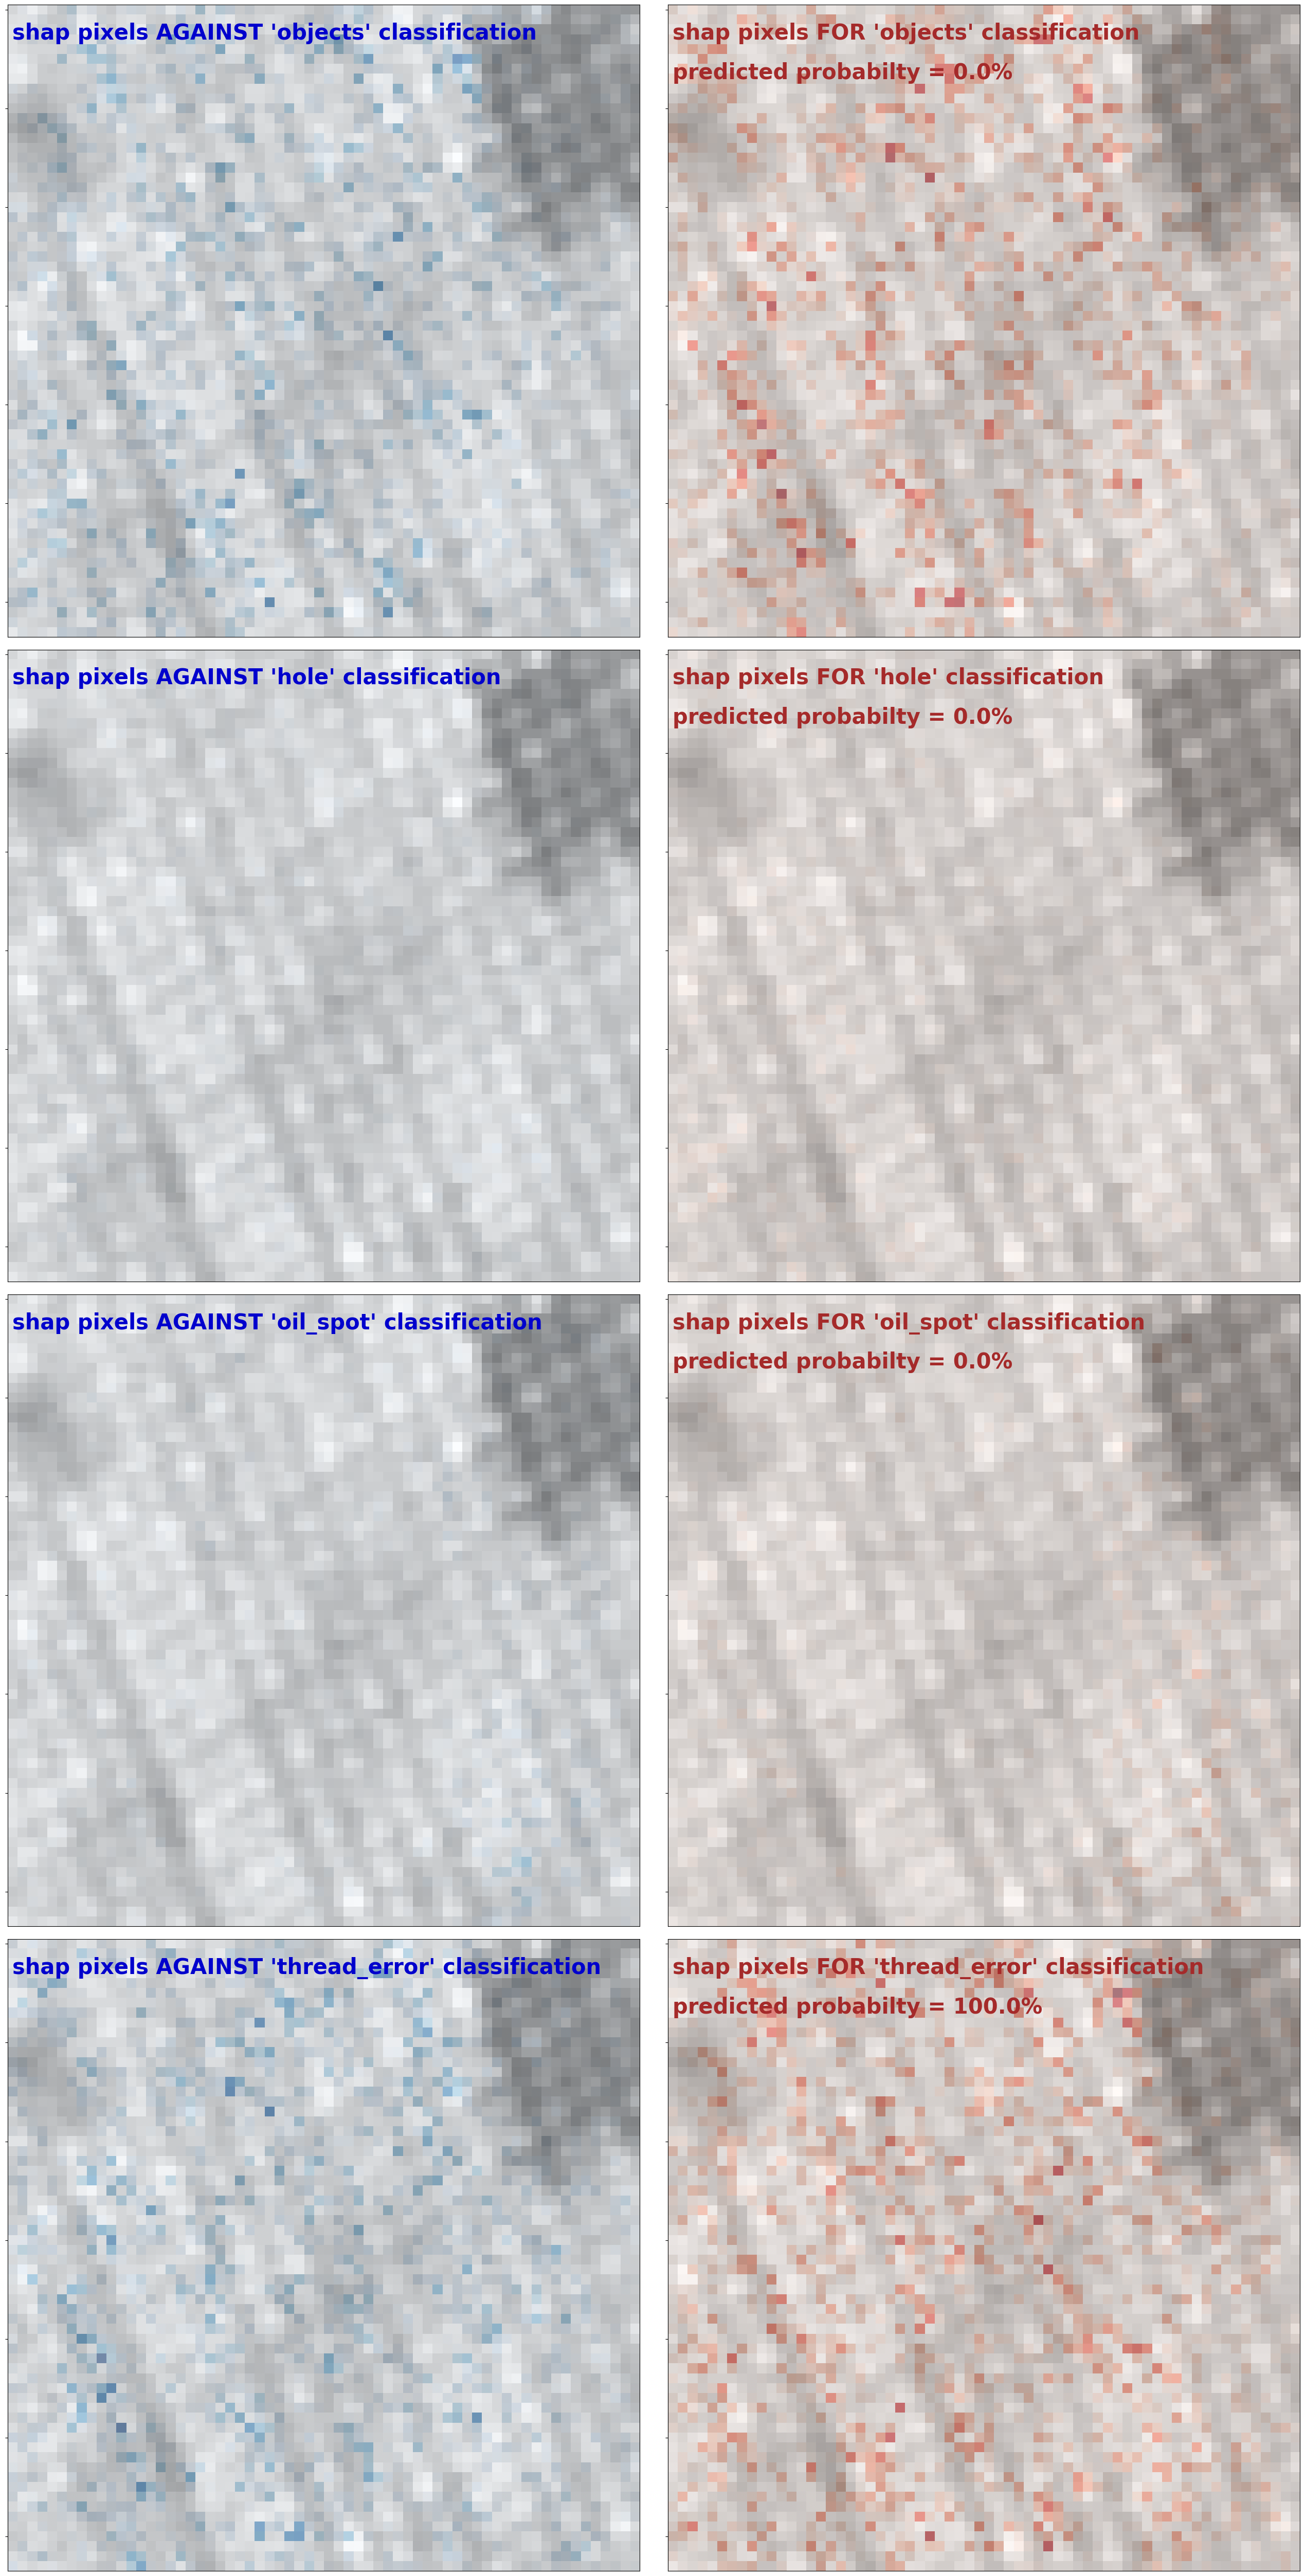 shap pixels AGAINST 'objects' classification
shap pixels FOR 'objects' classification
predicted probabilty = 0.0%
shap pixels AGAINST 'hole' classification
shap pixels FOR 'hole' classification
predicted probabilty = 0.0%
shap pixels AGAINST 'oil_spot' classification
shap pixels FOR 'oil_spot' classification
predicted probabilty = 0.0%
shap pixels AGAINST 'thread_error' classification
shap pixels FOR 'thread_error' classification
predicted probabilty = 100.0%